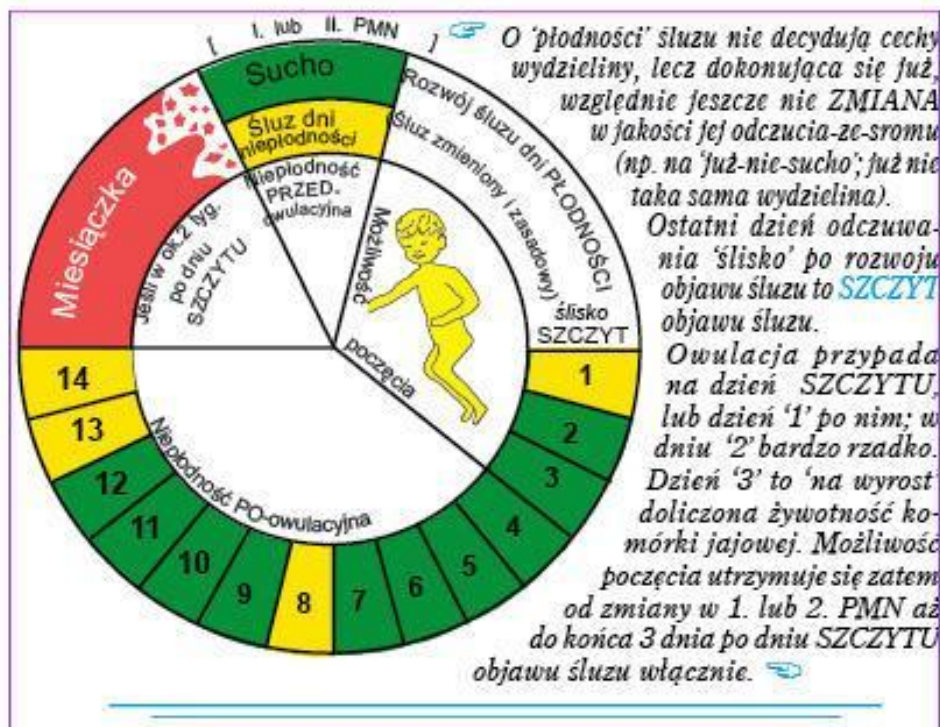 [ I. lub II. PMN ]
Sucho
Śluz dni
niepłodności
Niepłodność
PRZED-
owulacyjna
Rozwój śluzu dni PŁODNOŚCI
(Śluz zmieniony i zasadowy)
ślisko
SZCZYT
Możliwość
poczęcia
Miesiączka
Jeśli w ok.2 tyg.
po dniu
SZCZYTU
1
2
3
4
5
6
7
8
9
10
11
12
13
14
Niepłodność PO-owulacyjna
O 'płodności' śluzu nie decydują cechy
wydzieliny, lecz dokonująca się już,
względnie jeszcze nie ZMIANA
w jakości jej odczucia-ze-sromu
(np. na 'już-nie-sucho'; już nie
taka sama wydzielina).
Ostatni dzień odczuwa-
nia 'ślisko' po rozwoju
objawu śluzu to SZCZYT
objawu śluzu.
Owulacja przypada
na dzień SZCZYTU,
lub dzień '1' po nim; w
dniu '2' bardzo rzadko.
Dzień '3' to 'na wyrost'
doliczona żywotność ko-
mórki jajowej. Możliwość
poczęcia utrzymuje się zatem
od zmiany w 1. lub 2. PMN aż
do końca 3 dnia po dniu SZCZYTU
objawu śluzu włącznie.